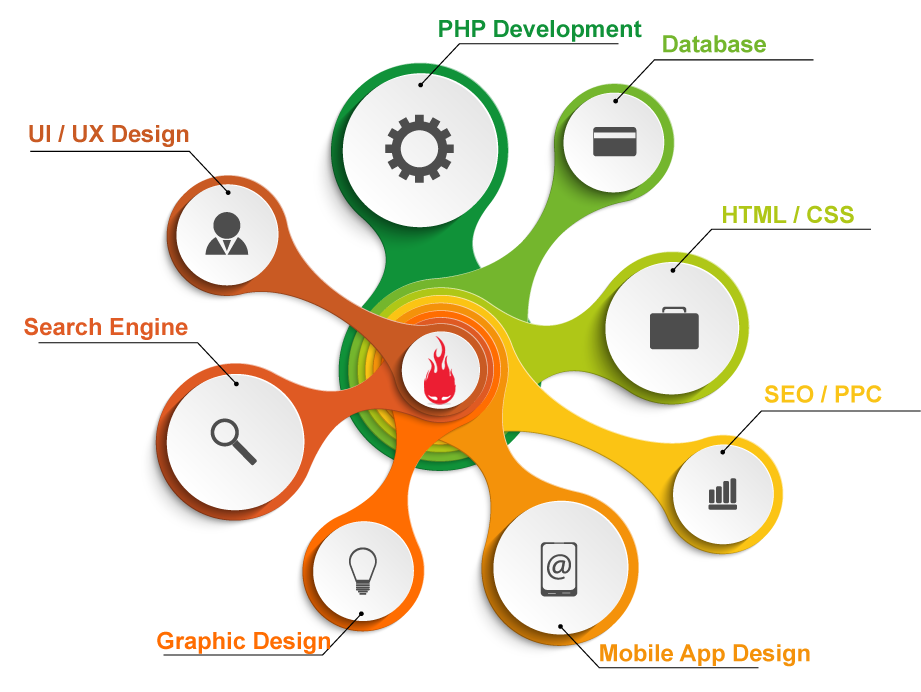 PHP Development
Database
UI / UX Design
HTML / CSS
Search Engine
SEO / PPC
@
Graphic Design
Mobile App Design